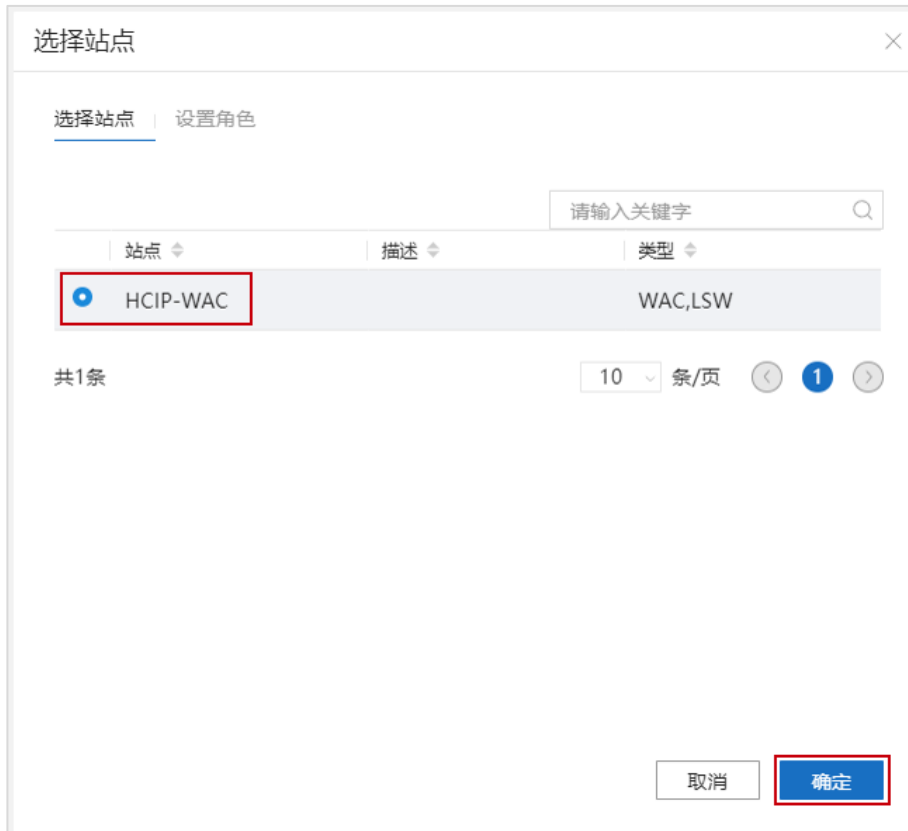 选择站点
选择站点 设置角色
请输入关键字
站点 描述 类型
HCIP-WAC WAC,LSW
共1条 10 条/页 1
取消 确定